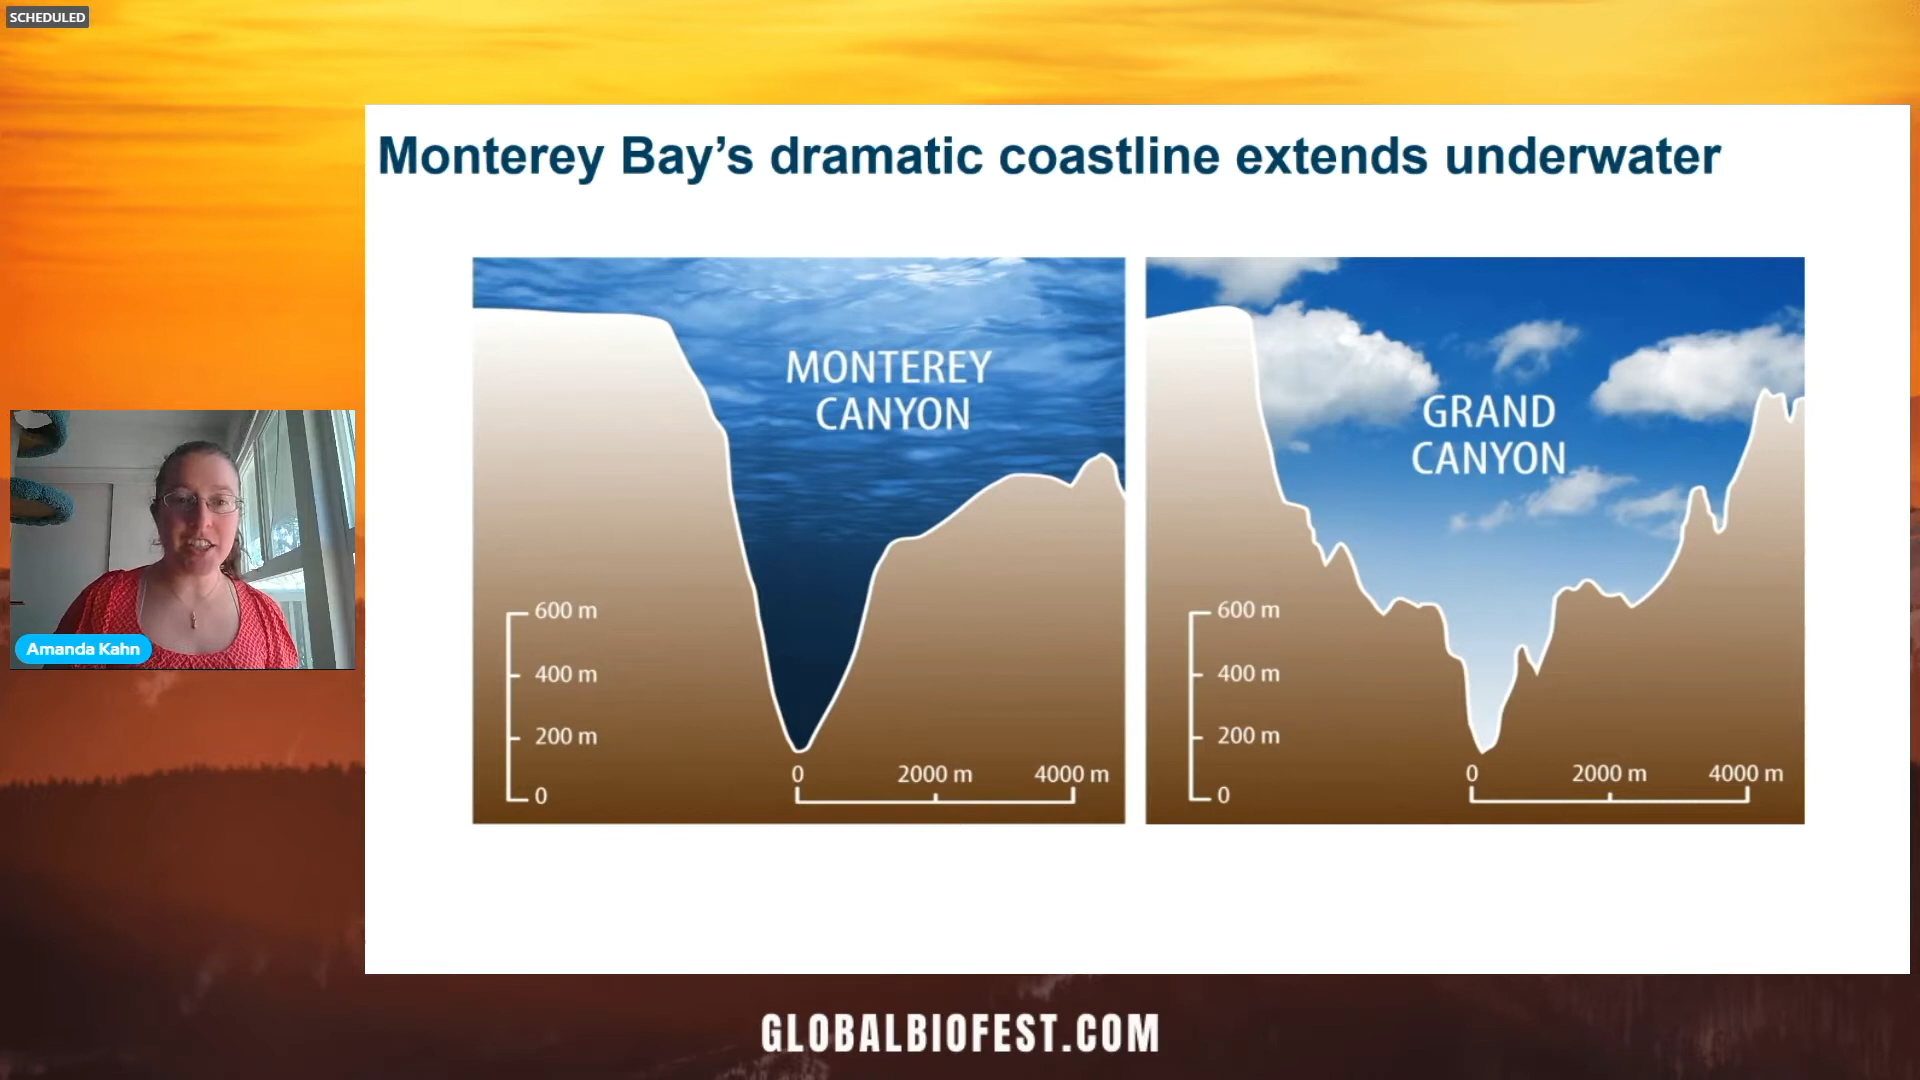 SCHEDULED
Monterey Bay’s dramatic coastline extends underwater
MONTEREY
CANYON
600 m
400 m
200 m
0
0 2000 m 4000 m
GRAND
CANYON
600 m
400 m
200 m
0
0 2000 m 4000 m
Amanda Kahn
GLOBALBIOFEST.COM